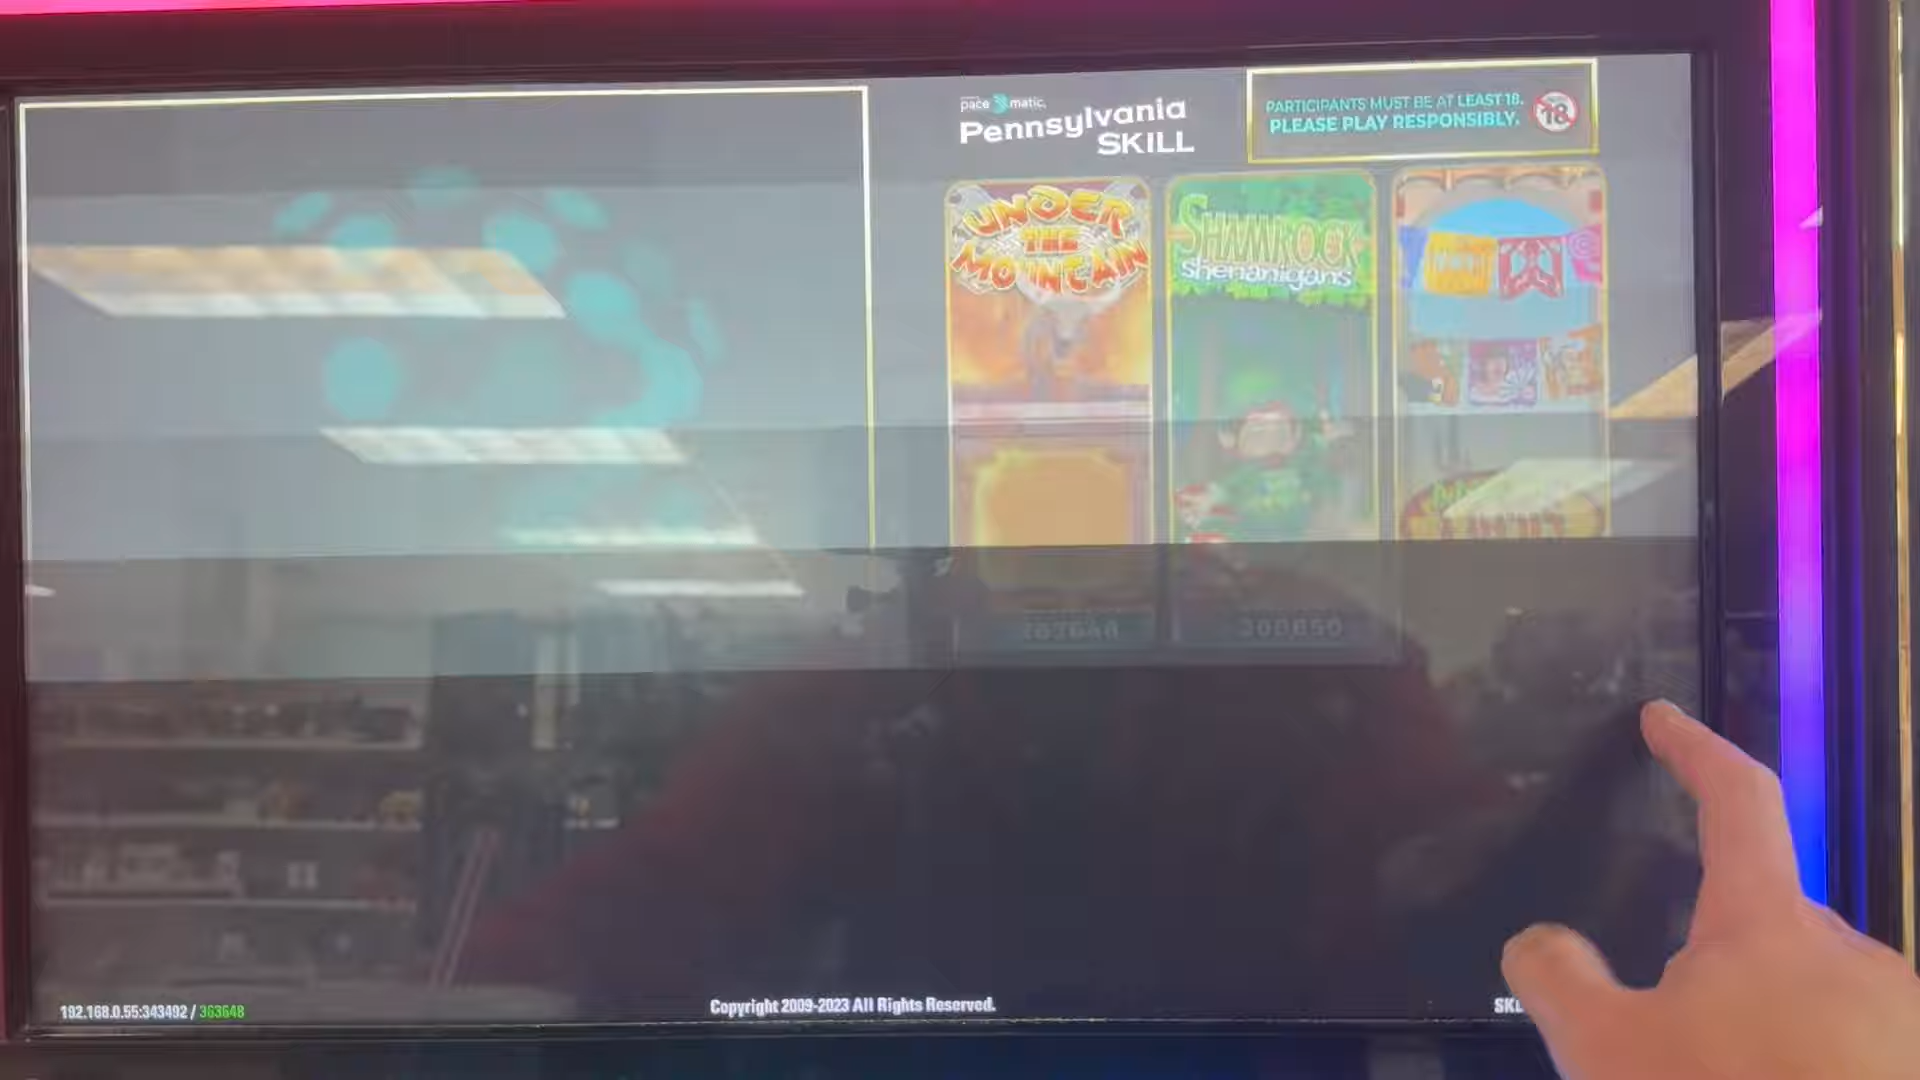 pace matic.
Pennsylvania
SKILL
PARTICIPANTS MUST BE AT LEAST 18.
PLEASE PLAY RESPONSIBLY.
18
UNDER
THE
MOUNTAIN
SHAMROCK
shenanigans
192.168.0.55:343492 / 363648
Copyright 2009-2023 All Rights Reserved.